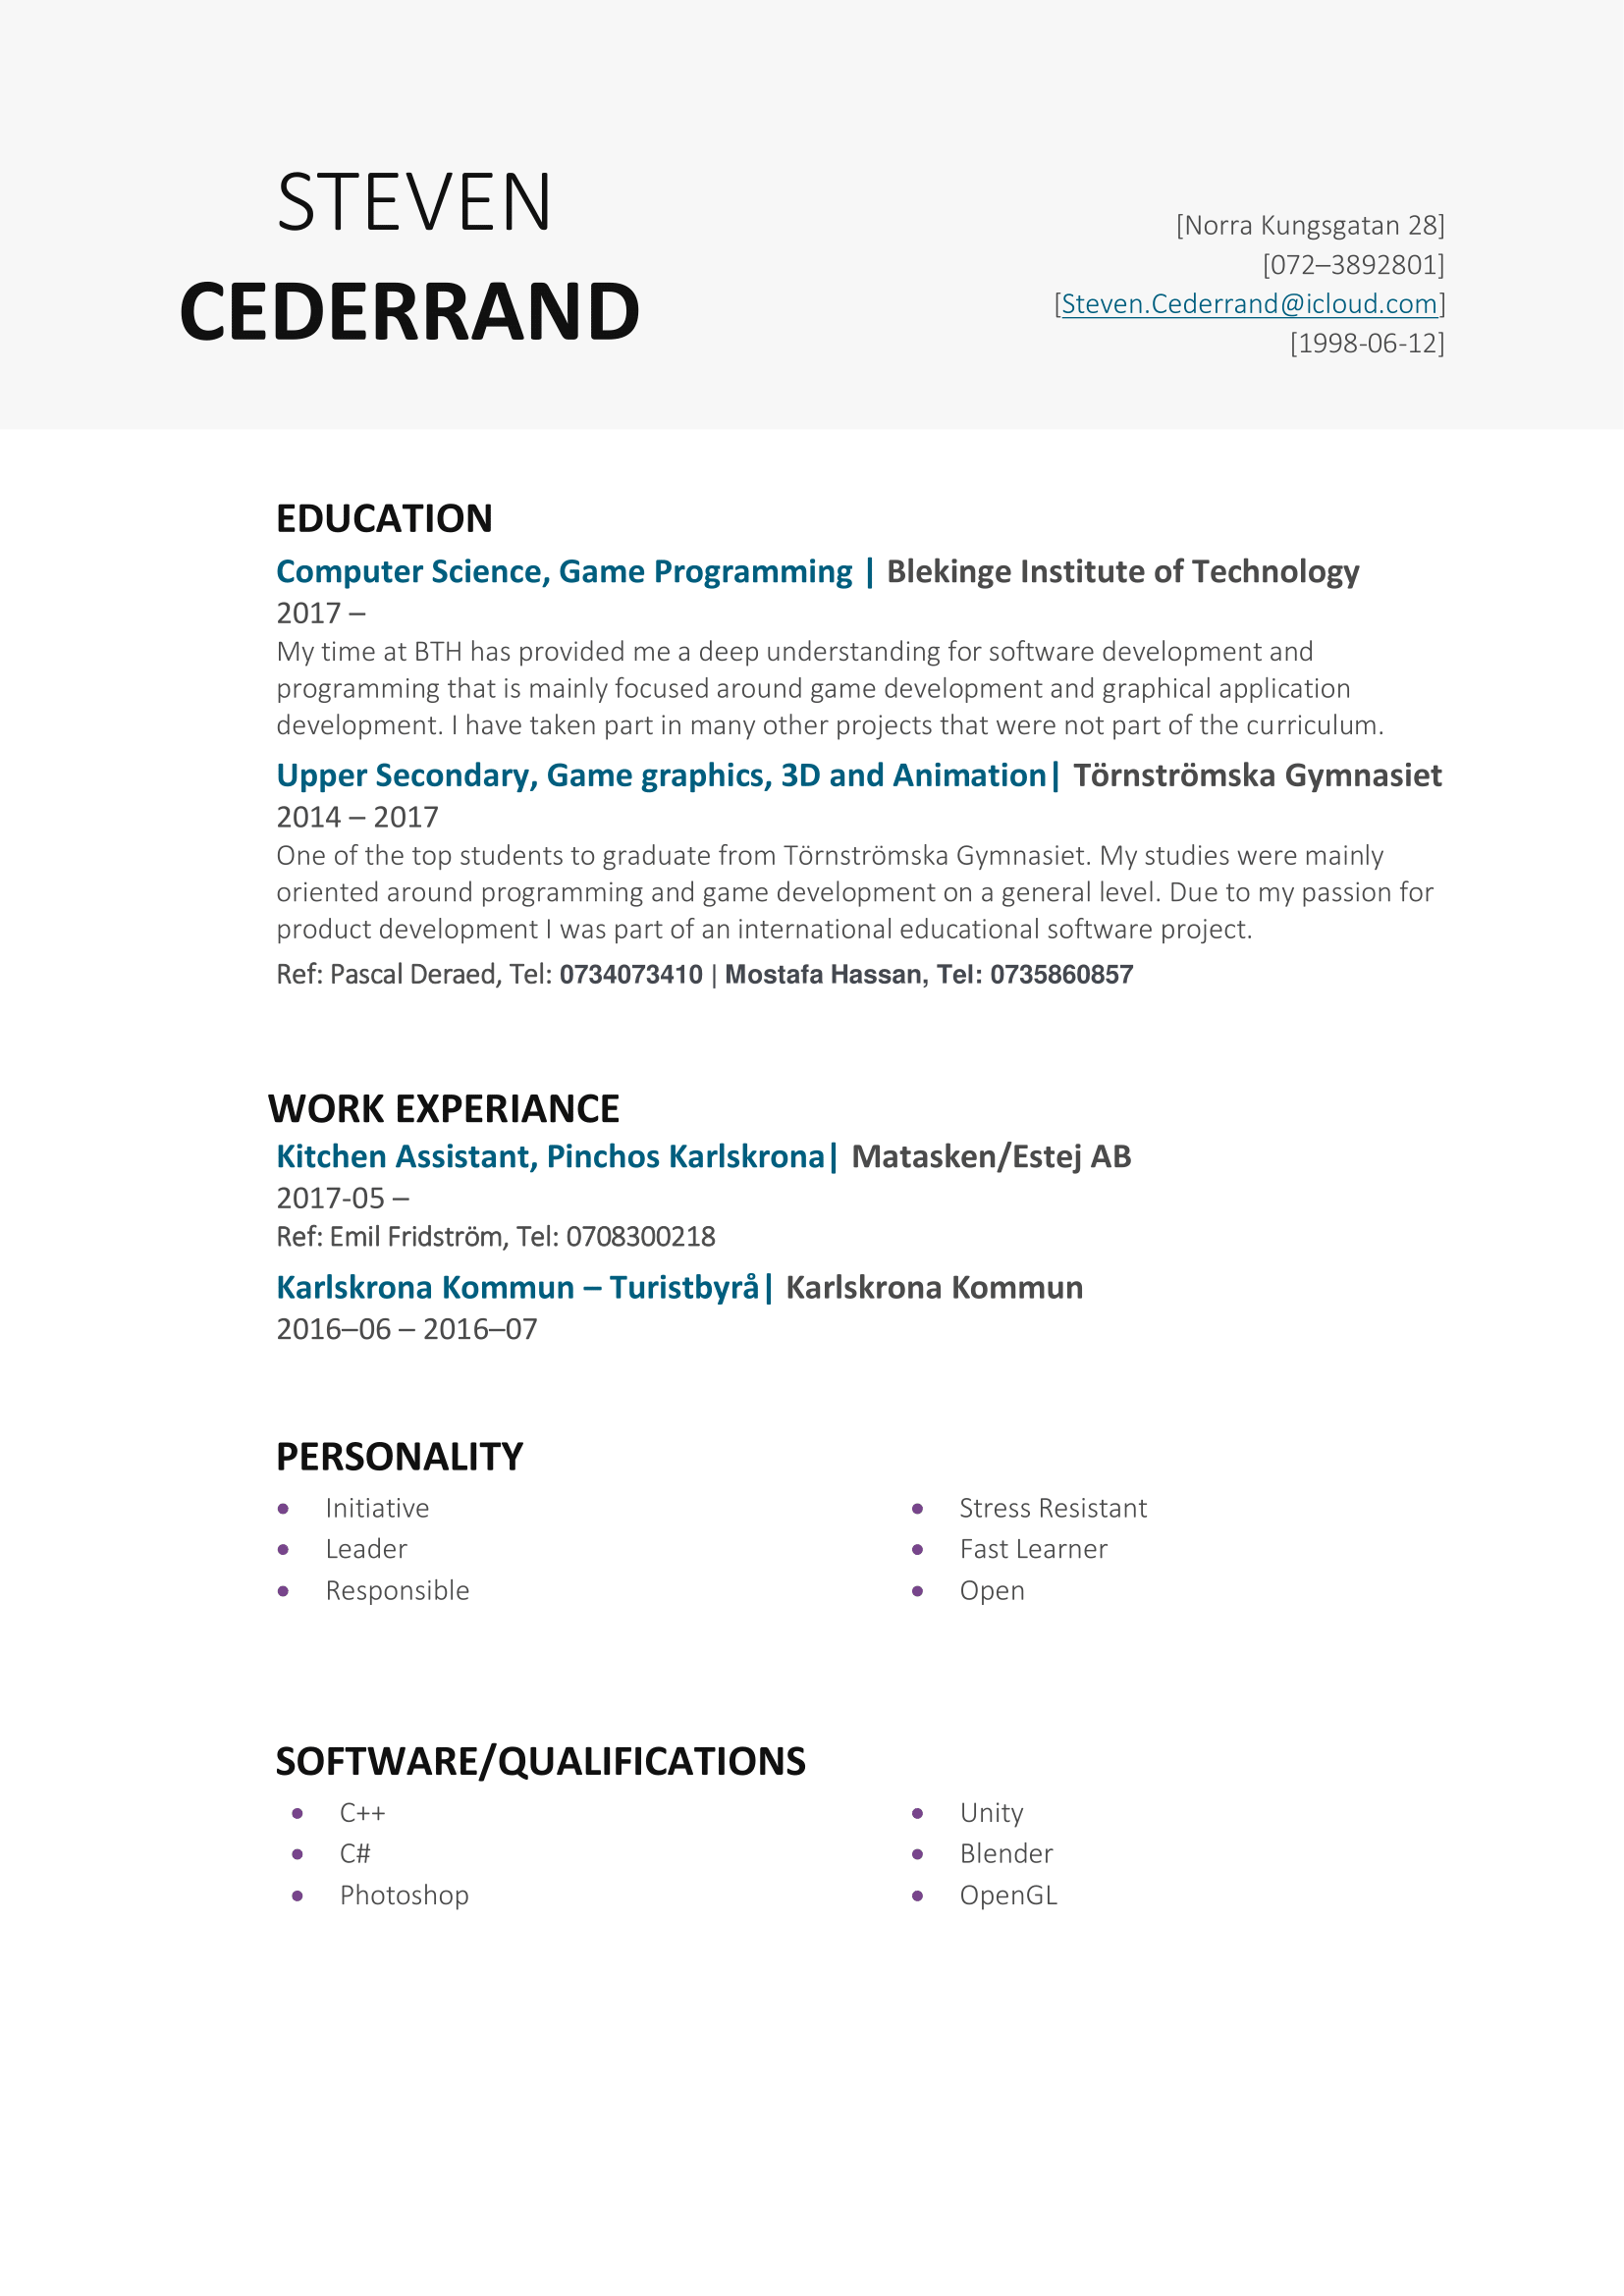 STEVEN
CEDERRAND
[Norra Kungsgatan 28]
[072–3892801]
[Steven.Cederrand@icloud.com]
[1998-06-12]
EDUCATION
Computer Science, Game Programming | Blekinge Institute of Technology
2017 –
My time at BTH has provided me a deep understanding for software development and
programming that is mainly focused around game development and graphical application
development. I have taken part in many other projects that were not part of the curriculum.
Upper Secondary, Game graphics, 3D and Animation| Törnströmska Gymnasiet
2014 – 2017
One of the top students to graduate from Törnströmska Gymnasiet. My studies were mainly
oriented around programming and game development on a general level. Due to my passion for
product development I was part of an international educational software project.
Ref: Pascal Deraed, Tel: 0734073410 | Mostafa Hassan, Tel: 0735860857
WORK EXPERIANCE
Kitchen Assistant, Pinchos Karlskrona| Matasken/Estej AB
2017-05 –
Ref: Emil Fridström, Tel: 0708300218
Karlskrona Kommun – Turistbyrå| Karlskrona Kommun
2016–06 – 2016–07
PERSONALITY
• Initiative
• Leader
• Responsible
• Stress Resistant
• Fast Learner
• Open
SOFTWARE/QUALIFICATIONS
• C++
• C#
• Photoshop
• Unity
• Blender
• OpenGL